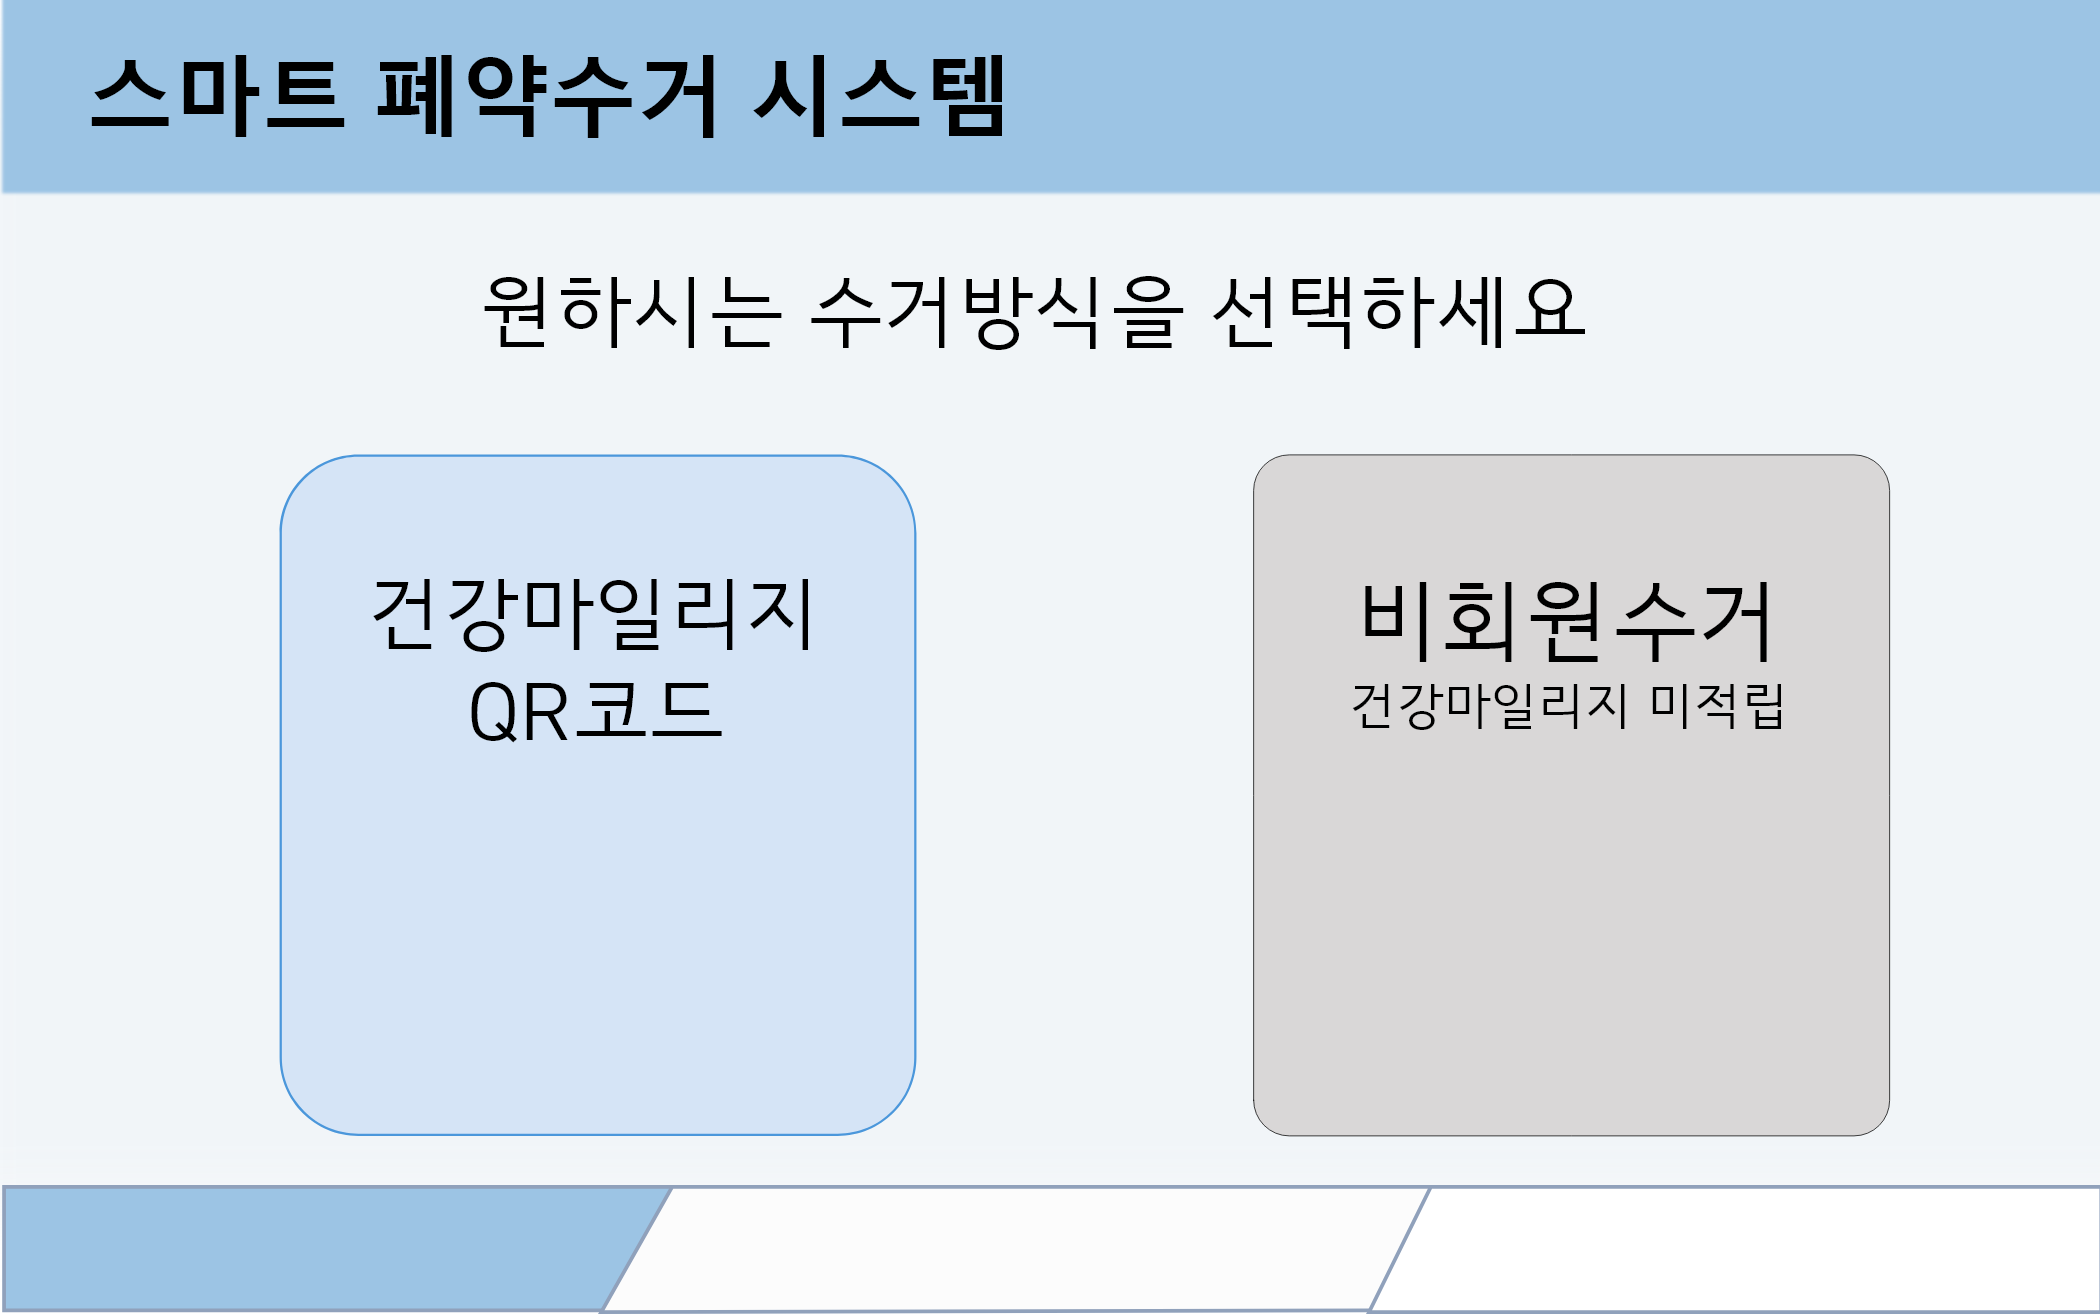 스마트 폐약수거 시스템
원하시는 수거방식을 선택하세요
건강마일리지
QR코드
비회원수거
건강마일리지 미적립